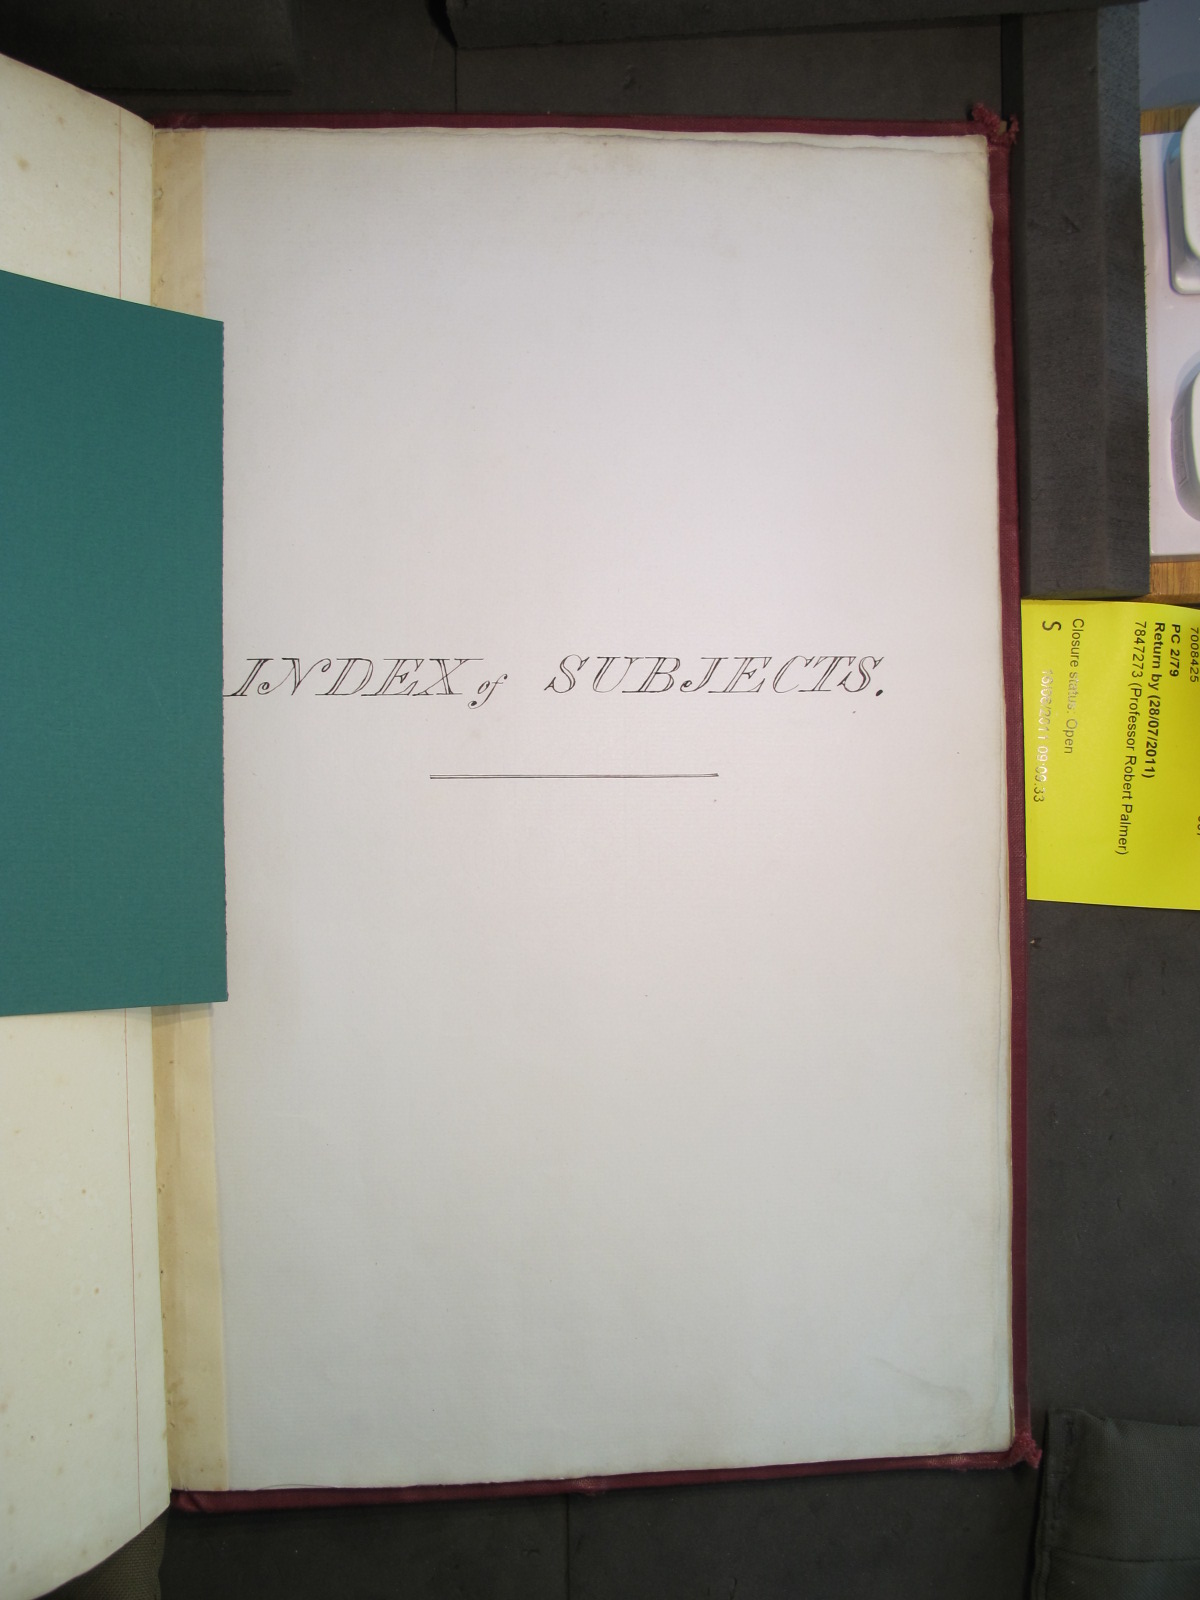 INDEX of SUBJECTS.
7008425
PC 2/79
Return by (28/07/2011)
7847273 (Professor Robert Palmer)
Closure status: Open
S